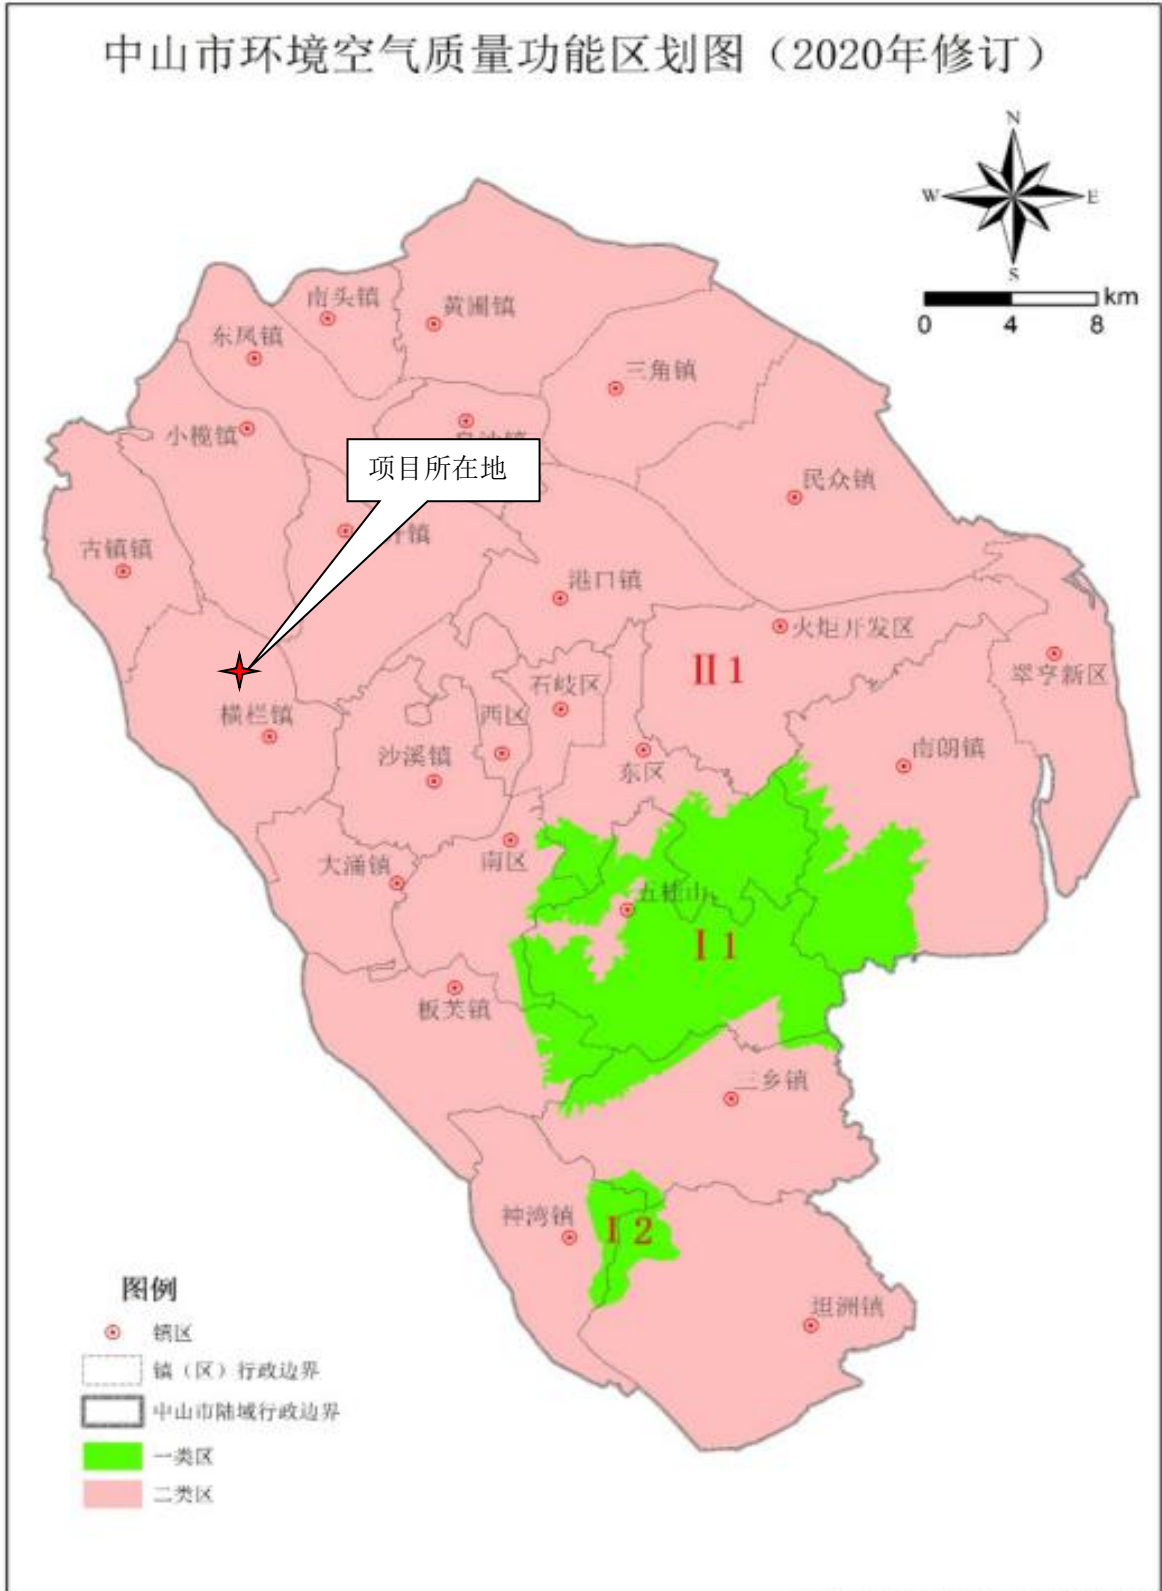 中山市环境空气质量功能区划图（2020年修订）
N
W
E
S
km
0 4 8
南头镇
黄圃镇
东凤镇
三角镇
小榄镇
项目所在地
民众镇
镇
古镇镇
港口镇
火炬开发区
II 1
翠亨新区
石岐区
横栏镇
西区
沙溪镇
东区
南朗镇
大涌镇
南区
五桂山
I 1
板芙镇
三乡镇
神湾镇
I 2
坦洲镇
图例
镇区
镇（区）行政边界
中山市陆域行政边界
一类区
二类区